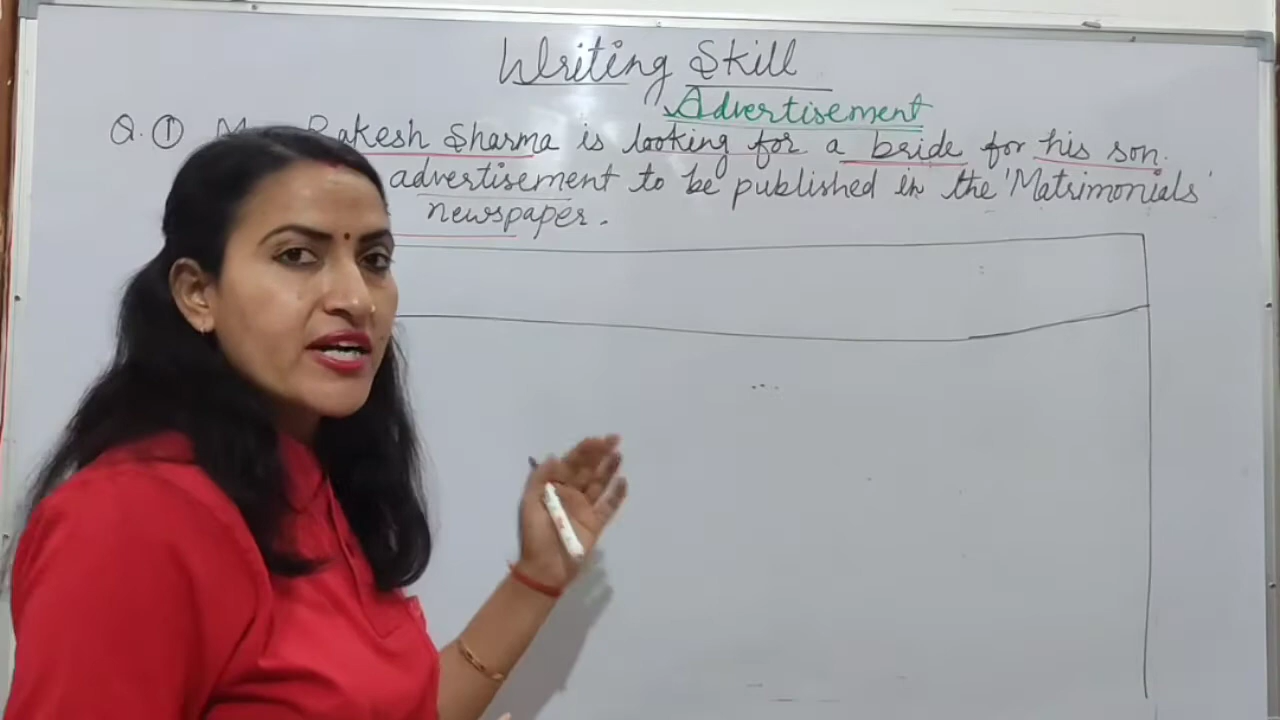 Writing Skill
Advertisement
Q. ① Rakesh Sharma is looking for a bride for his son.
advertisement to be published in the 'Matrimonials'
newspaper.